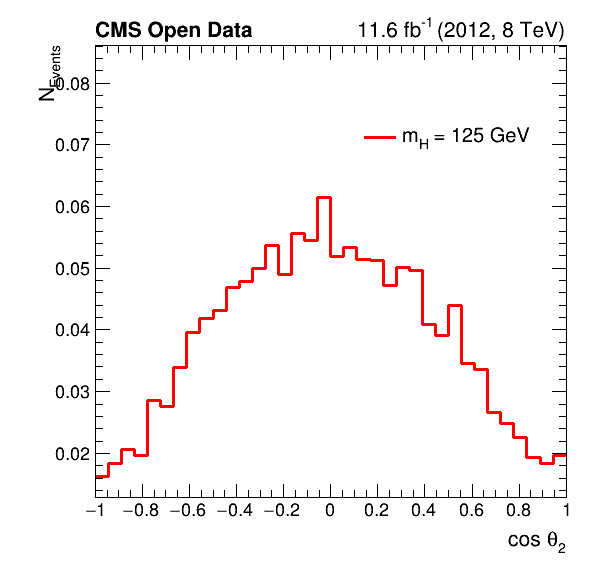 CMS Open Data 11.6 fb-1 (2012, 8 TeV)
NEvents
0.08
mH = 125 GeV
0.07
0.06
0.05
0.04
0.03
0.02
−1 −0.8 −0.6 −0.4 −0.2 0 0.2 0.4 0.6 0.8 1
cos θ2